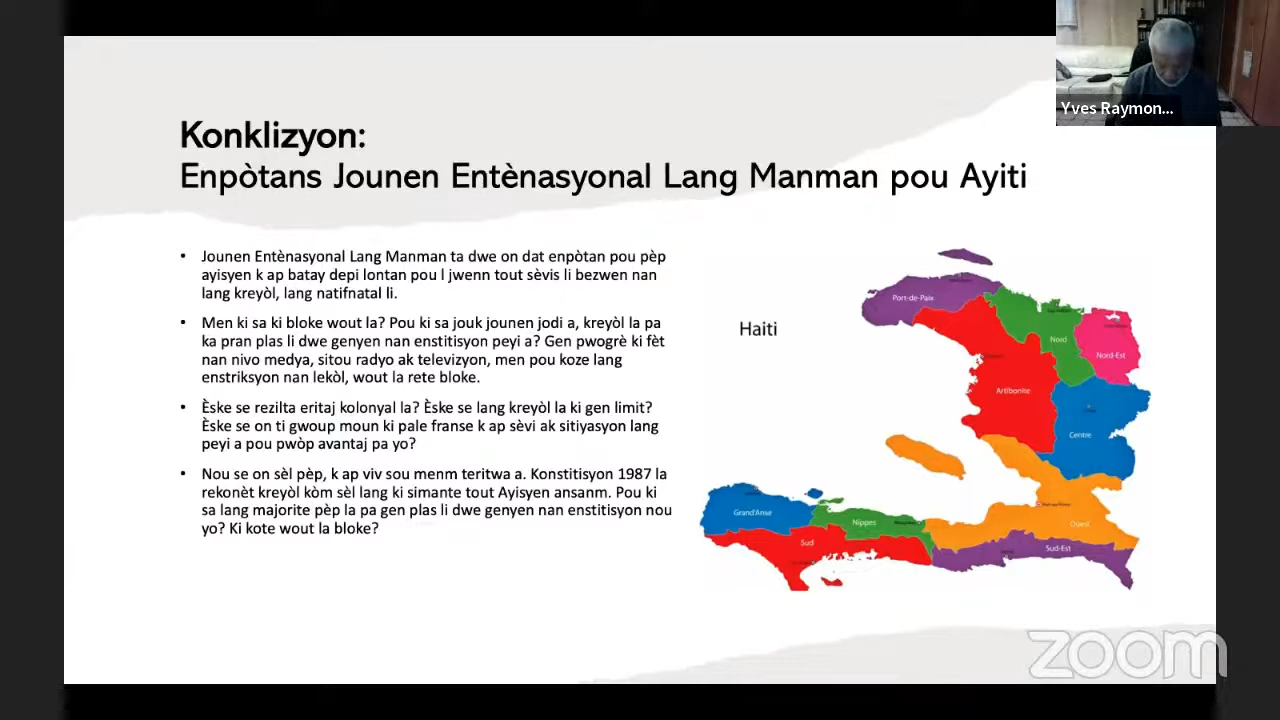 Yves Raymon...
Konklizyon:
Enpòtans Jounen Entènasyonal Lang Manman pou Ayiti
• Jounen Entènasyonal Lang Manman ta dwe on dat enpòtan pou pèp
ayisyen k ap batay depi lontan pou l jwenn tout sèvis li bezwen nan
lang kreyòl, lang natifnatal li.
• Men ki sa ki bloke wout la? Pou ki sa jouk jounen jodi a, kreyòl la pa
ka pran plas li dwe genyen nan enstitisyon peyi a? Gen pwogrè ki fèt
nan nivo medya, sitou radyo ak televizyon, men pou koze lang
enstriksyon nan lekòl, wout la rete bloke.
• Èske se rezilta eritaj kolonyal la? Èske se lang kreyòl la ki gen limit?
Èske se on ti gwoup moun ki pale franse k ap sèvi ak sitiyasyon lang
peyi a pou pwòp avantaj pa yo?
• Nou se on sèl pèp, k ap viv sou menm teritwa a. Konstitisyon 1987 la
rekonèt kreyòl kòm sèl lang ki simante tout Ayisyen ansanm. Pou ki
sa lang majorite pèp la pa gen plas li dwe genyen nan enstitisyon nou
yo? Ki kote wout la bloke?
Haiti
Port-de-Paix
Nord
Nord-Est
Artibonite
Centre
Grand'Anse
Nippes
Ouest
Sud
Sud-Est
zoom